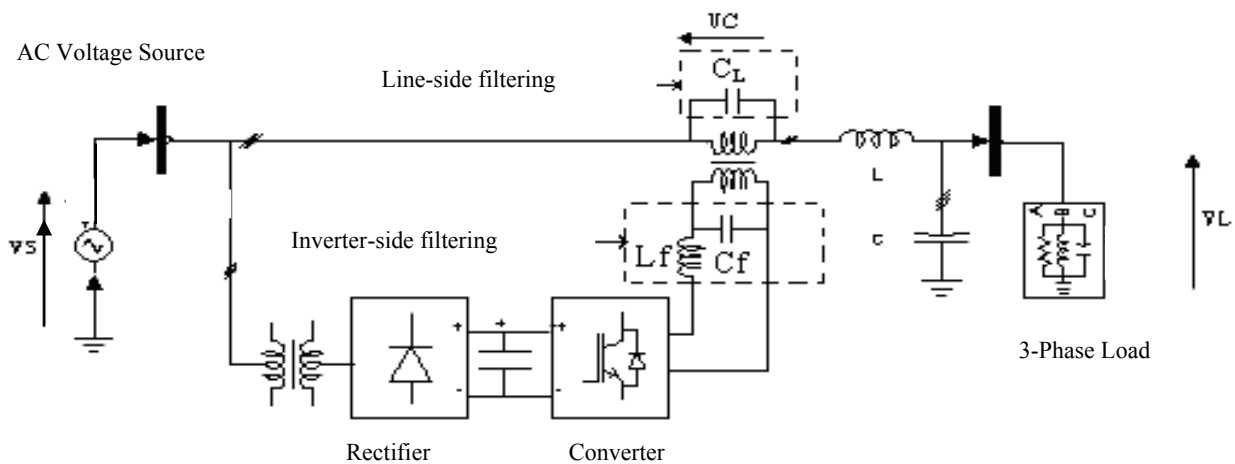 UC
AC Voltage Source
Line-side filtering
CL
L
VS
Inverter-side filtering
Lf
Cf
c
A B C
VL
+
+
-+
-
-
3-Phase Load
Rectifier
Converter